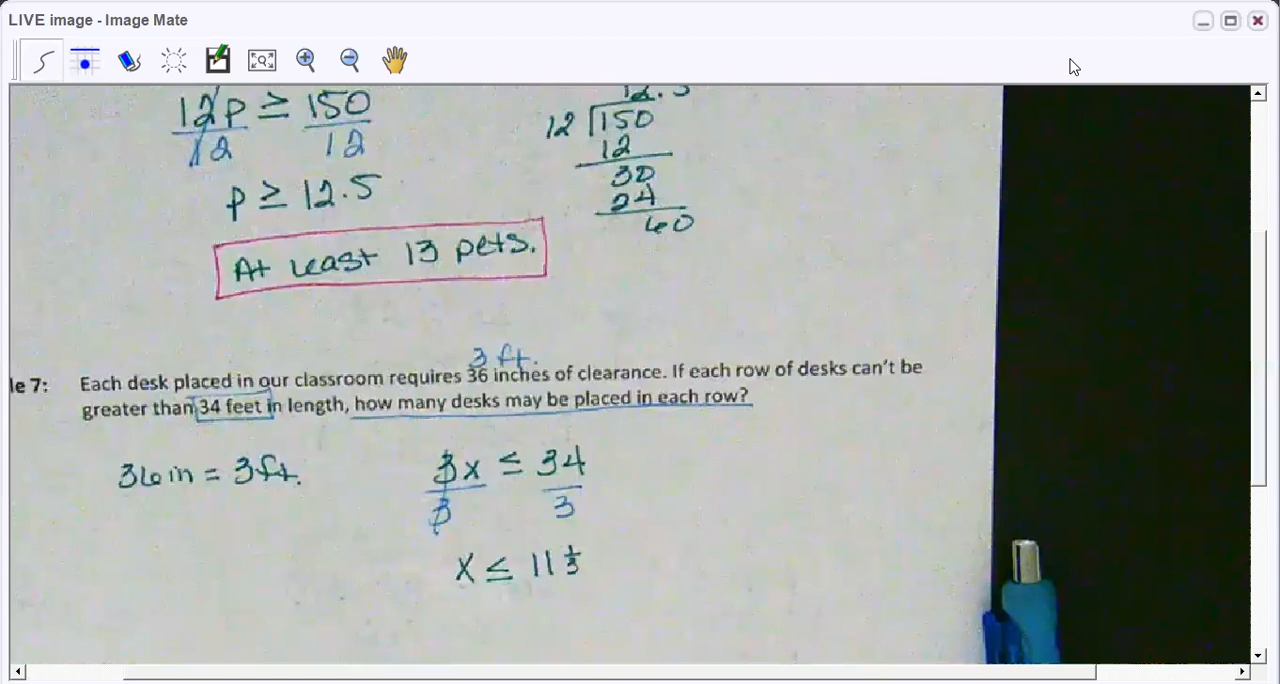 LIVE image - Image Mate
12p ≥ 150
12 12
p ≥ 12.5
At least 13 pets.
12.5
12 150
12
30
24
60
3 ft.
le 7: Each desk placed in our classroom requires 36 inches of clearance. If each row of desks can't be
greater than 34 feet in length, how many desks may be placed in each row?
36 in = 3 ft.
3x ≤ 34
3 3
x ≤ 11 1/3